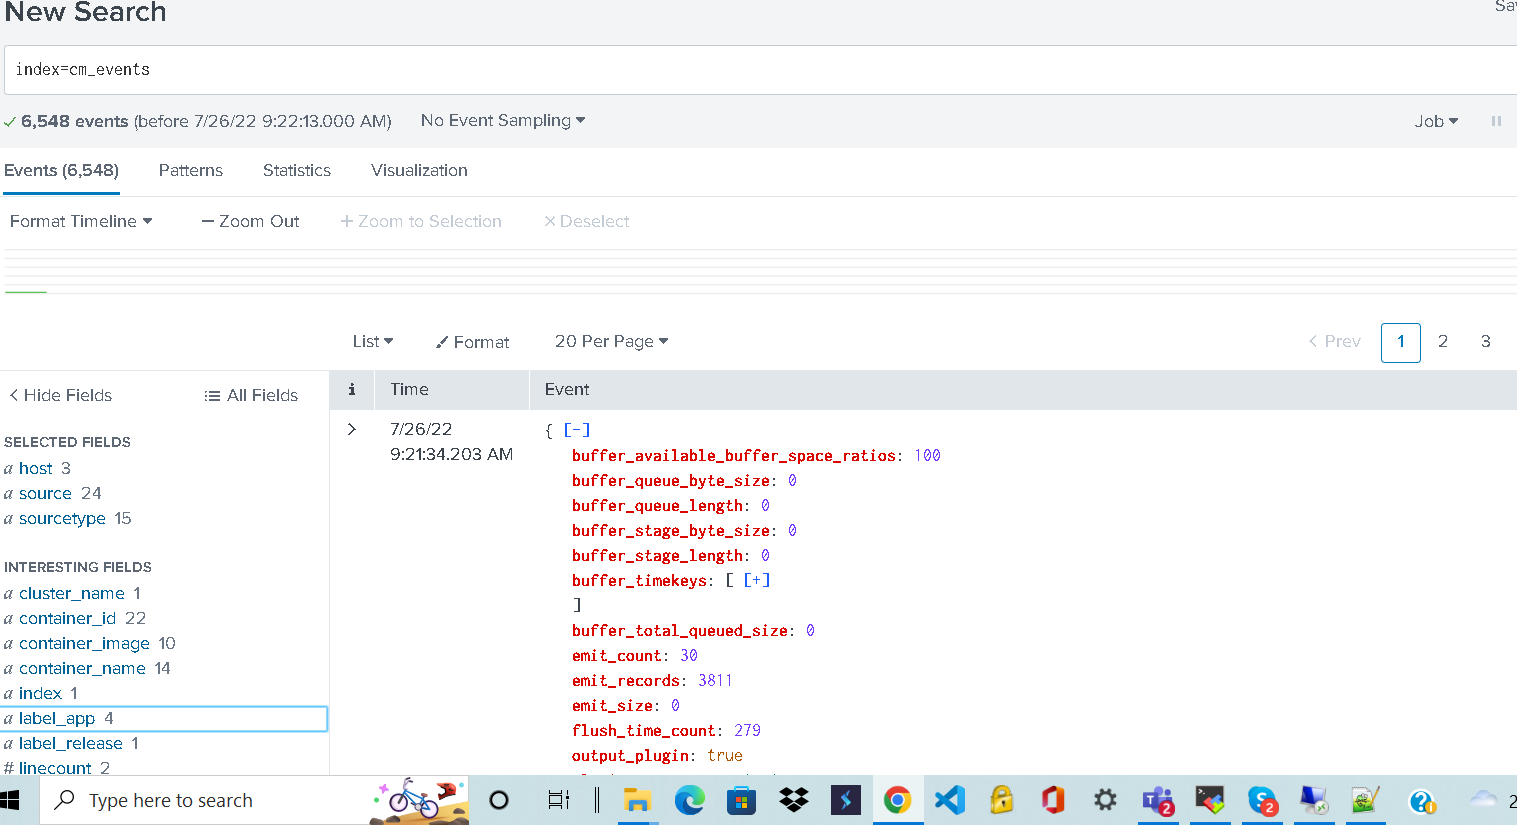 New Search
Sa
index=cm_events
6,548 events (before 7/26/22 9:22:13.000 AM)
No Event Sampling
Job
Events (6,548)
Patterns
Statistics
Visualization
Format Timeline
— Zoom Out
+ Zoom to Selection
× Deselect
List
Format
20 Per Page
< Prev
1
2
3
< Hide Fields
All Fields
i
Time
Event
SELECTED FIELDS
a host 3
a source 24
a sourcetype 15
INTERESTING FIELDS
a cluster_name 1
a container_id 22
a container_image 10
a container_name 14
a index 1
a label_app 4
a label_release 1
# linecount 2
>
7/26/22
9:21:34.203 AM
{ [-]
buffer_available_buffer_space_ratios: 100
buffer_queue_byte_size: 0
buffer_queue_length: 0
buffer_stage_byte_size: 0
buffer_stage_length: 0
buffer_timekeys: [ [+]
]
buffer_total_queued_size: 0
emit_count: 30
emit_records: 3811
emit_size: 0
flush_time_count: 279
output_plugin: true
Type here to search
2
2
2